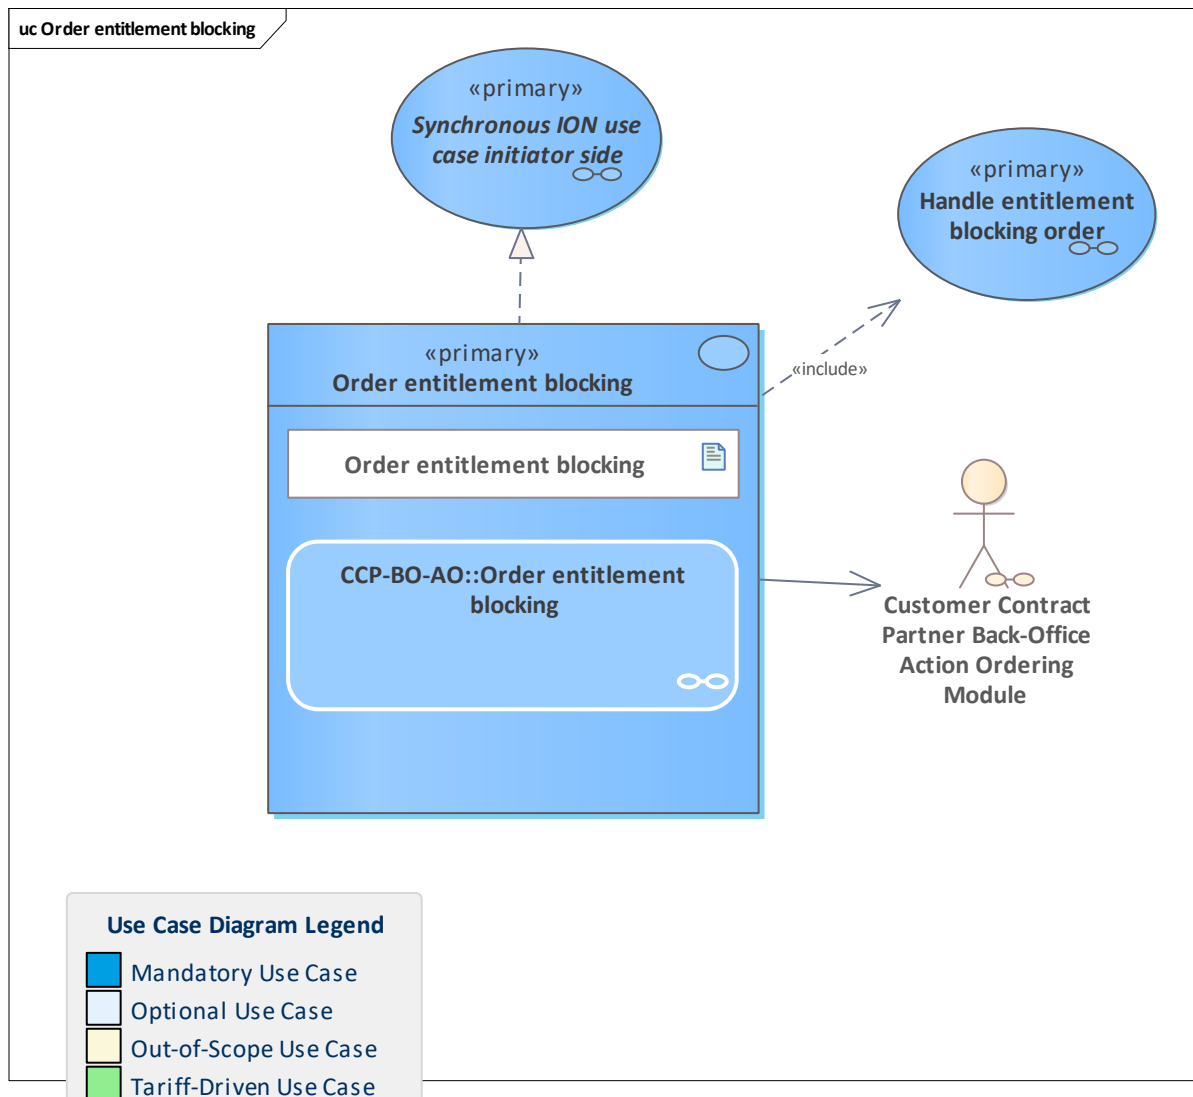 uc Order entitlement blocking
«primary»
Synchronous ION use
case initiator side
«primary»
Handle entitlement
blocking order
«primary»
Order entitlement blocking
«include»
Order entitlement blocking
CCP-BO-AO::Order entitlement
blocking
Customer Contract
Partner Back-Office
Action Ordering
Module
Use Case Diagram Legend
Mandatory Use Case
Optional Use Case
Out-of-Scope Use Case
Tariff-Driven Use Case